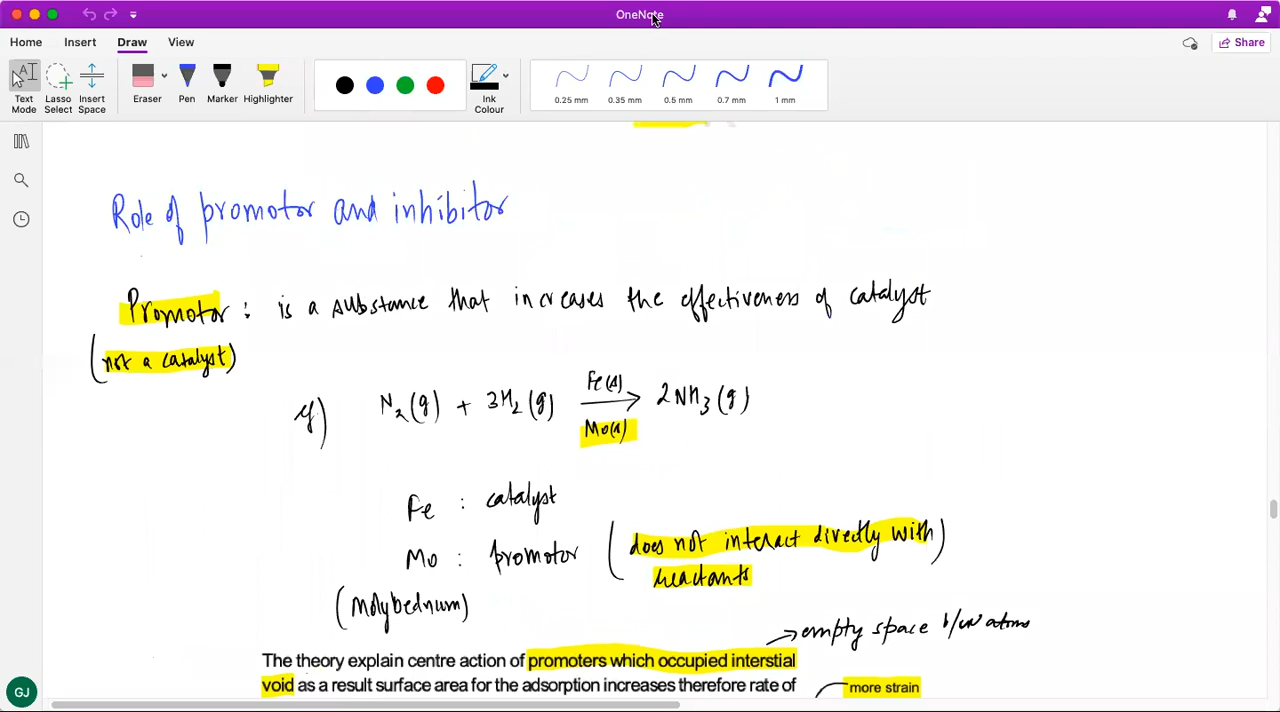 OneNote
Home Insert Draw View
Share
Text Mode
Lasso Select
Insert Space
Eraser
Pen
Marker
Highlighter
Ink Colour
0.25 mm
0.35 mm
0.5 mm
0.7 mm
1 mm
Role of promotor and inhibitor
Promotor : is a substance that increases the effectiveness of catalyst
(not a catalyst)
N2(g) + 3H2(g) Fe(s) → 2NH3(g)
Mo(s)
Fe : catalyst
Mo : promotor (does not interact directly with)
reactants
(Molybednum)
→ empty space b/w atoms
The theory explain centre action of promoters which occupied interstial
void as a result surface area for the adsorption increases therefore rate of
more strain
GJ